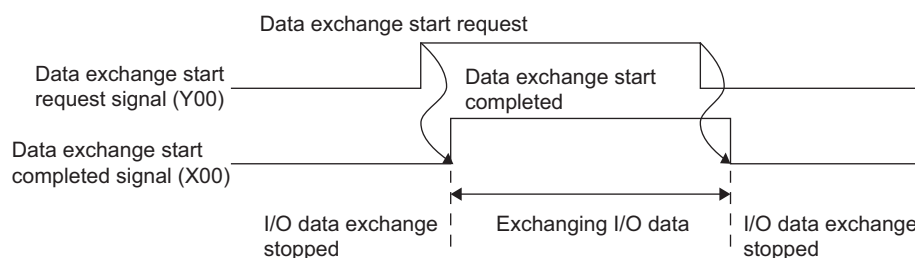 Data exchange start request
Data exchange start
request signal (Y00)
Data exchange start
completed
Data exchange start
completed signal (X00)
I/O data exchange
stopped
Exchanging I/O data
I/O data exchange
stopped